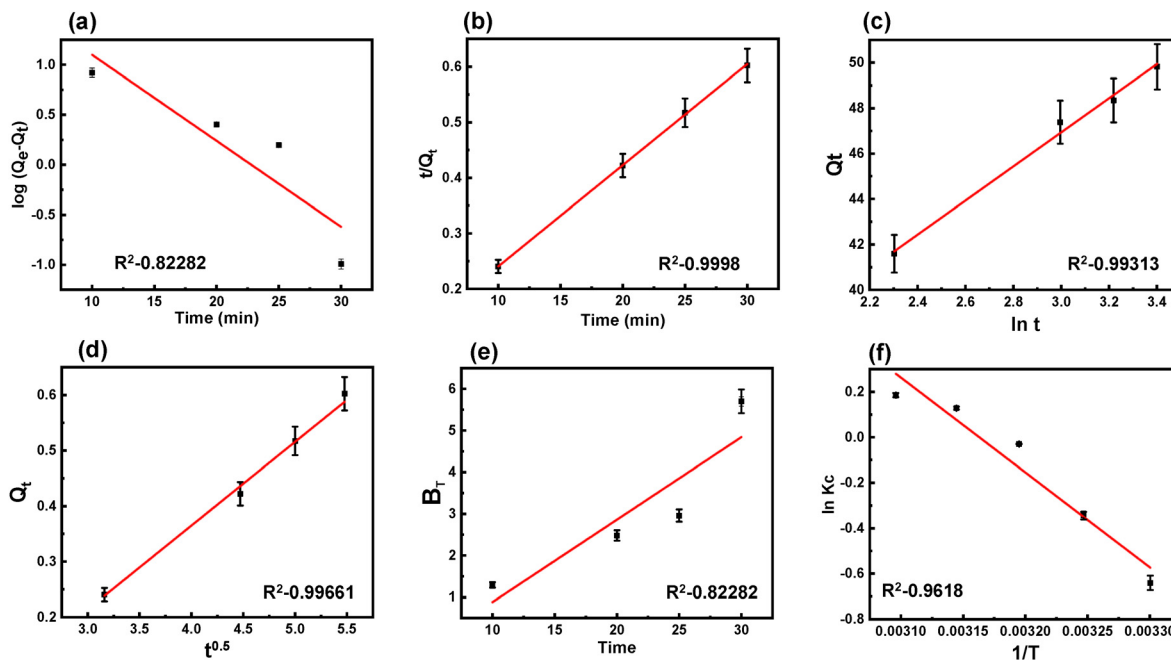 (a)
1.0
0.5
0.0
-0.5
-1.0
log (Qe-Qt)
R²-0.82282
10 15 20 25 30
Time (min)
(b)
0.6
0.5
0.4
0.3
0.2
t/Qt
R²-0.9998
10 15 20 25 30
Time (min)
(c)
50
48
46
44
42
40
Qt
R²-0.99313
2.2 2.4 2.6 2.8 3.0 3.2 3.4
ln t
(d)
0.6
0.5
0.4
0.3
0.2
Qt
R²-0.99661
3.0 3.5 4.0 4.5 5.0 5.5
t0.5
(e)
6
5
4
3
2
1
BT
R²-0.82282
10 15 20 25 30
Time
(f)
0.2
0.0
-0.2
-0.4
-0.6
-0.8
ln Kc
R²-0.9618
0.00310 0.00315 0.00320 0.00325 0.00330
1/T